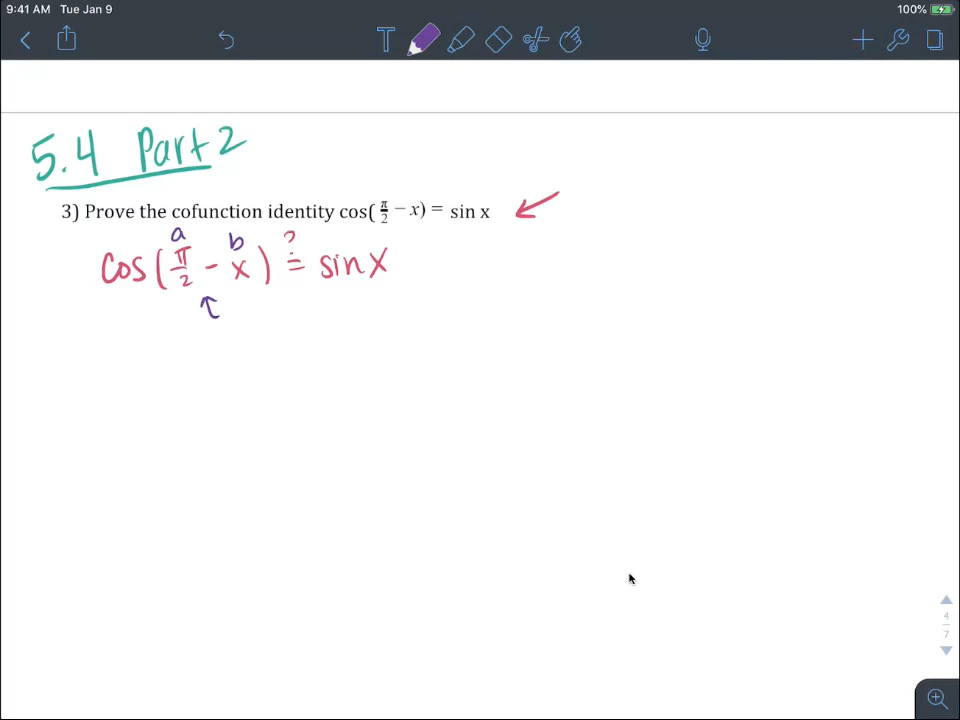 9:41 AM Tue Jan 9 100%
T
5.4 Part 2
3) Prove the cofunction identity cos(π/2 − x) = sin x
a b ?
cos(π/2 − x) = sin x
4
7